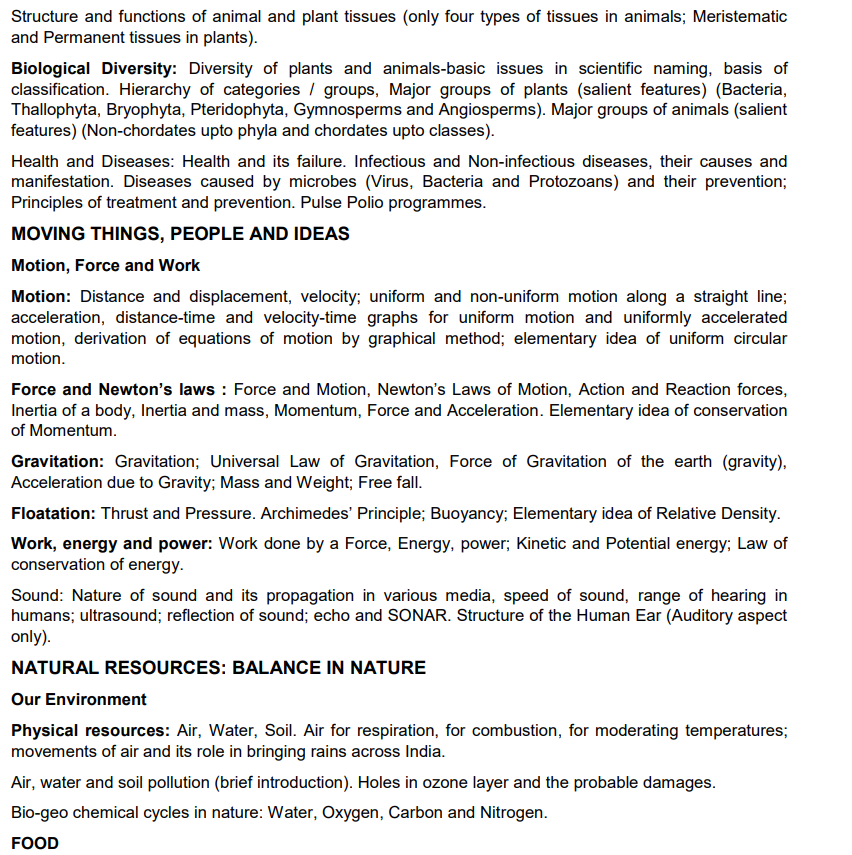 Structure and functions of animal and plant tissues (only four types of tissues in animals; Meristematic
and Permanent tissues in plants).
Biological Diversity: Diversity of plants and animals-basic issues in scientific naming, basis of
classification. Hierarchy of categories / groups, Major groups of plants (salient features) (Bacteria,
Thallophyta, Bryophyta, Pteridophyta, Gymnosperms and Angiosperms). Major groups of animals (salient
features) (Non-chordates upto phyla and chordates upto classes).
Health and Diseases: Health and its failure. Infectious and Non-infectious diseases, their causes and
manifestation. Diseases caused by microbes (Virus, Bacteria and Protozoans) and their prevention;
Principles of treatment and prevention. Pulse Polio programmes.
MOVING THINGS, PEOPLE AND IDEAS
Motion, Force and Work
Motion: Distance and displacement, velocity; uniform and non-uniform motion along a straight line;
acceleration, distance-time and velocity-time graphs for uniform motion and uniformly accelerated
motion, derivation of equations of motion by graphical method; elementary idea of uniform circular
motion.
Force and Newton’s laws : Force and Motion, Newton’s Laws of Motion, Action and Reaction forces,
Inertia of a body, Inertia and mass, Momentum, Force and Acceleration. Elementary idea of conservation
of Momentum.
Gravitation: Gravitation; Universal Law of Gravitation, Force of Gravitation of the earth (gravity),
Acceleration due to Gravity; Mass and Weight; Free fall.
Floatation: Thrust and Pressure. Archimedes’ Principle; Buoyancy; Elementary idea of Relative Density.
Work, energy and power: Work done by a Force, Energy, power; Kinetic and Potential energy; Law of
conservation of energy.
Sound: Nature of sound and its propagation in various media, speed of sound, range of hearing in
humans; ultrasound; reflection of sound; echo and SONAR. Structure of the Human Ear (Auditory aspect
only).
NATURAL RESOURCES: BALANCE IN NATURE
Our Environment
Physical resources: Air, Water, Soil. Air for respiration, for combustion, for moderating temperatures;
movements of air and its role in bringing rains across India.
Air, water and soil pollution (brief introduction). Holes in ozone layer and the probable damages.
Bio-geo chemical cycles in nature: Water, Oxygen, Carbon and Nitrogen.
FOOD